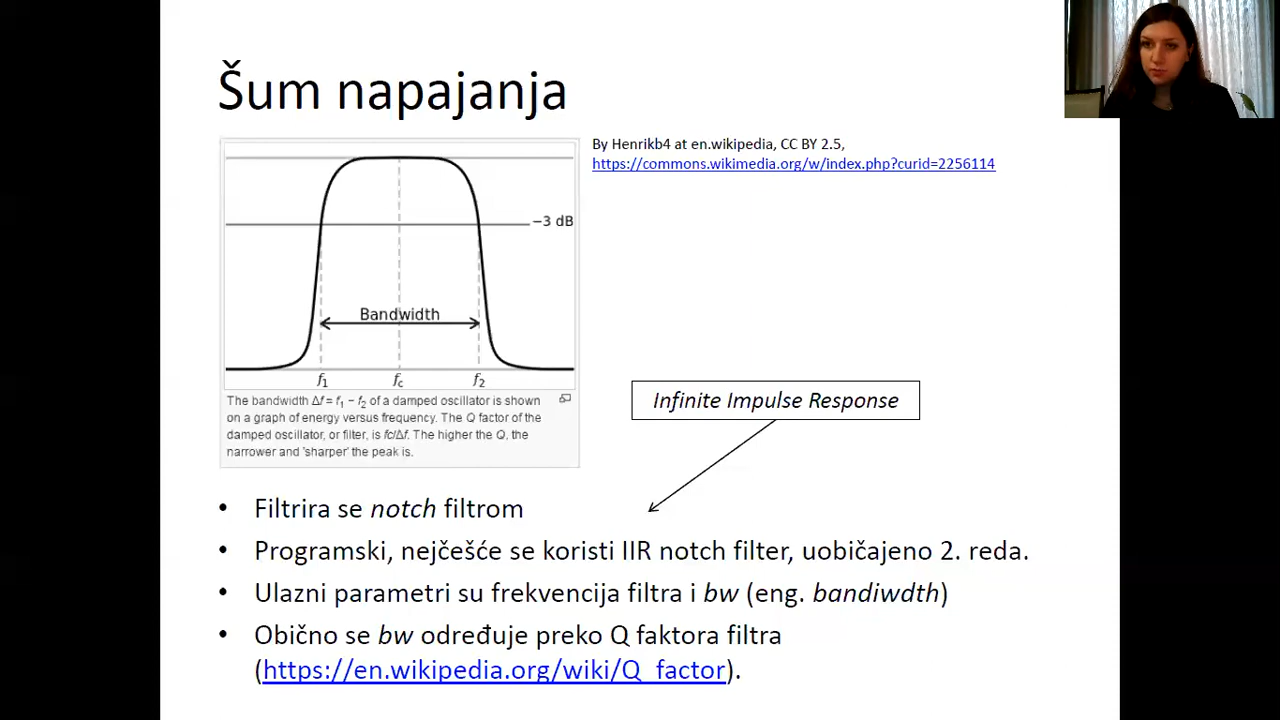 Šum napajanja
By Henrikb4 at en.wikipedia, CC BY 2.5,
https://commons.wikimedia.org/w/index.php?curid=2256114
−3 dB
Bandwidth
f1 fc f2
The bandwidth Δf = f1 − f2 of a damped oscillator is shown
on a graph of energy versus frequency. The Q factor of the
damped oscillator, or filter, is fc/Δf. The higher the Q, the
narrower and 'sharper' the peak is.
Infinite Impulse Response
• Filtrira se notch filtrom
• Programski, nejčešće se koristi IIR notch filter, uobičajeno 2. reda.
• Ulazni parametri su frekvencija filtra i bw (eng. bandiwdth)
• Obično se bw određuje preko Q faktora filtra
(https://en.wikipedia.org/wiki/Q_factor).